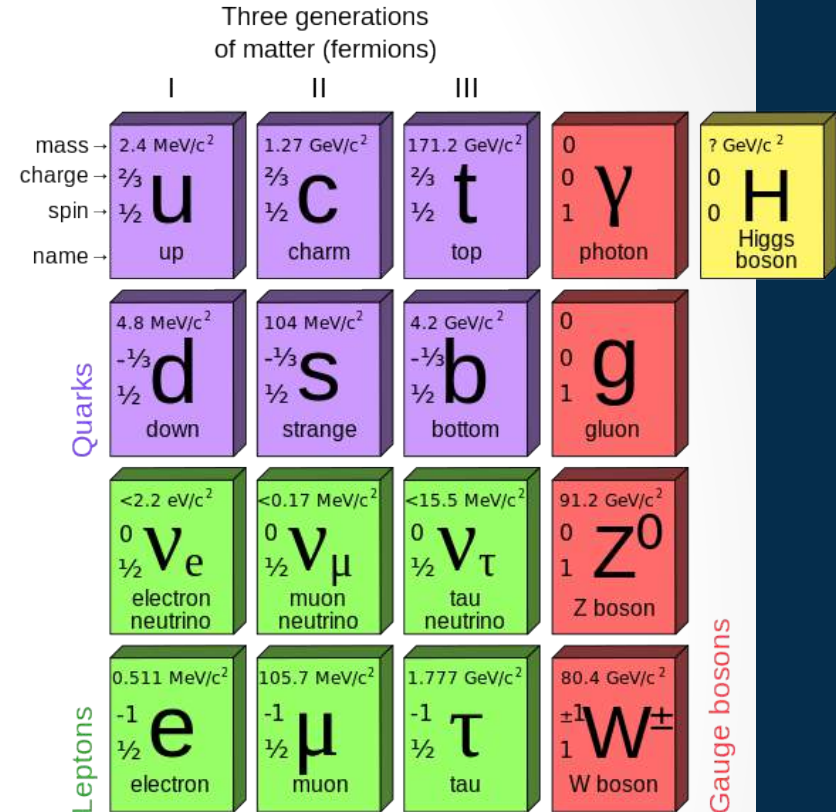 Three generations
of matter (fermions)
I II III
mass→
charge→
spin→
name→
2.4 MeV/c²
⅔
½
u
up
1.27 GeV/c²
⅔
½
c
charm
171.2 GeV/c²
⅔
½
t
top
0
0
1
γ
photon
? GeV/c²
0
0
H
Higgs
boson
Quarks
4.8 MeV/c²
-⅓
½
d
down
104 MeV/c²
-⅓
½
s
strange
4.2 GeV/c²
-⅓
½
b
bottom
0
0
1
g
gluon
<2.2 eV/c²
0
½
νe
electron
neutrino
<0.17 MeV/c²
0
½
νμ
muon
neutrino
<15.5 MeV/c²
0
½
ντ
tau
neutrino
91.2 GeV/c²
0
1
Z⁰
Z boson
Leptons
0.511 MeV/c²
-1
½
e
electron
105.7 MeV/c²
-1
½
μ
muon
1.777 GeV/c²
-1
½
τ
tau
80.4 GeV/c²
±1
1
W±
W boson
Gauge bosons